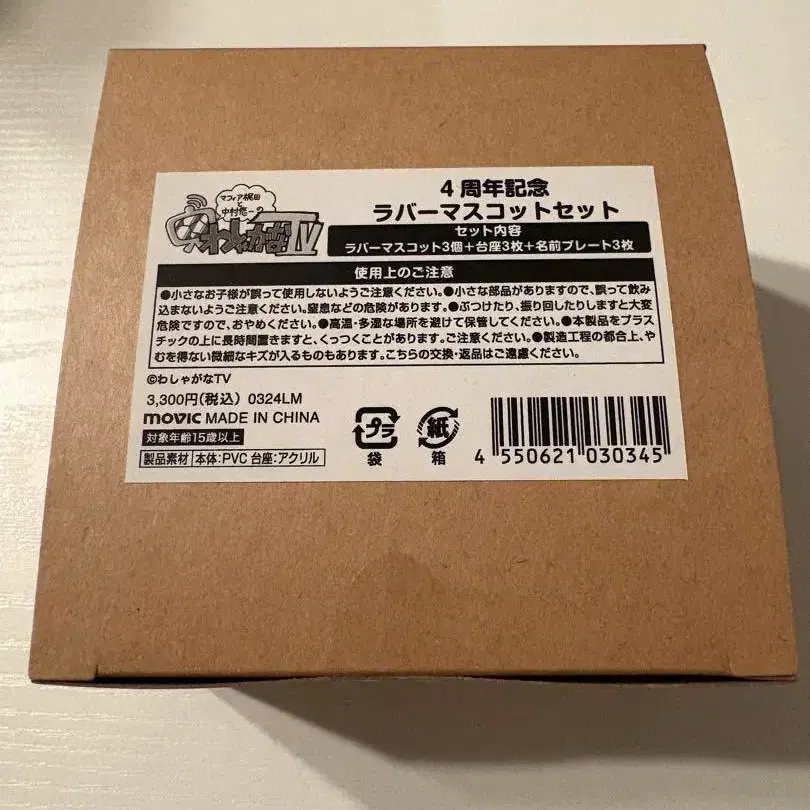 マフィア梶田
と
中村悠一の
わしゃがなTV
4周年記念
ラバーマスコットセット
セット内容
ラバーマスコット3個+台座3枚+名前プレート3枚
使用上のご注意
●小さなお子様が誤って使用しないようご注意ください。●小さな部品がありますので、誤って飲み
込まないようご注意ください。窒息などの危険があります。●ぶつけたり、振り回したりしますと大変
危険ですので、おやめください。●高温・多湿な場所を避けて保管してください。●本製品をプラス
チックの上に長時間置きますと、くっつくことがあります。ご注意ください。●製造工程の都合上、や
むを得ない微細なキズが入るものもあります。こちらの交換・返品はご遠慮ください。
©わしゃがなTV
3,300円(税込) 0324LM
movic MADE IN CHINA
対象年齢15歳以上
製品素材 本体:PVC 台座:アクリル
プラ
袋
紙
箱
4 550621 030345